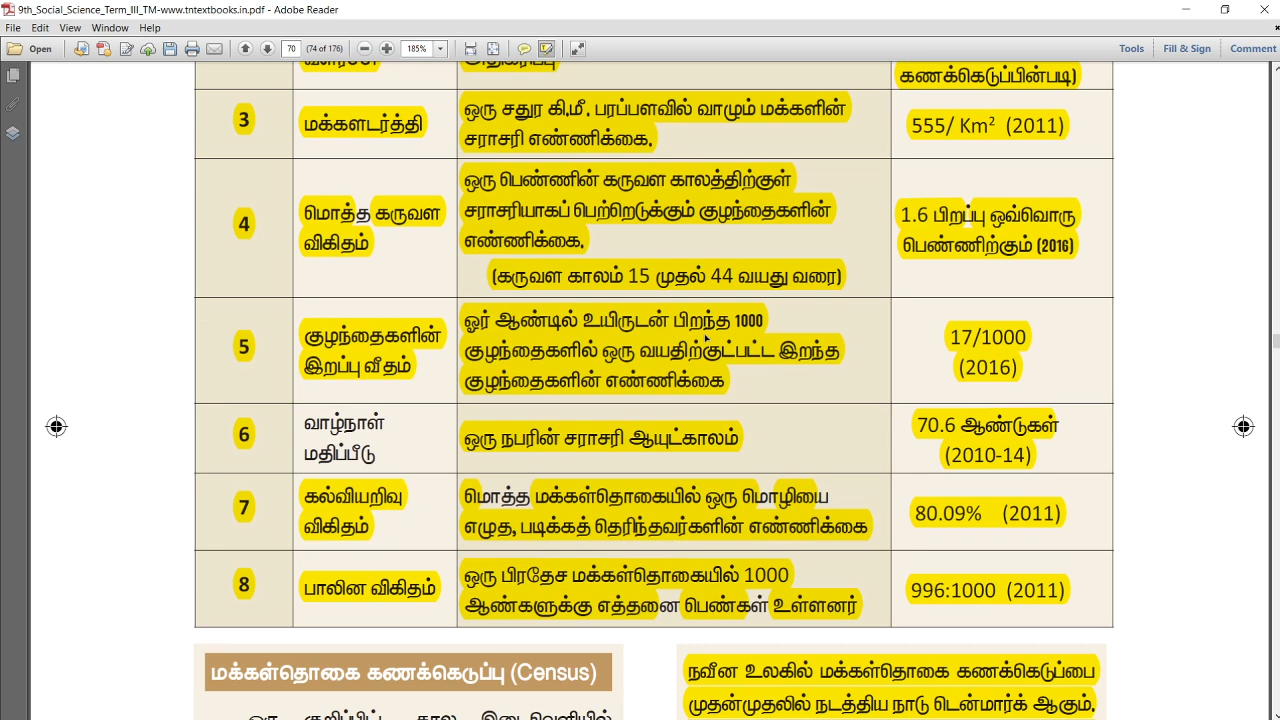 9th_Social_Science_Term_III_TM-www.tntextbooks.in.pdf - Adobe Reader
File Edit View Window Help
Open 70 (74 of 176) 185% Tools Fill & Sign Comment
கணக்கெடுப்பின்படி)
3 மக்களடர்த்தி ஒரு சதுர கி.மீ. பரப்பளவில் வாழும் மக்களின் சராசரி எண்ணிக்கை. 555/ Km² (2011)
4 மொத்த கருவள விகிதம் ஒரு பெண்ணின் கருவள காலத்திற்குள்
சராசரியாகப் பெற்றெடுக்கும் குழந்தைகளின்
எண்ணிக்கை.
(கருவள காலம் 15 முதல் 44 வயது வரை)
1.6 பிறப்பு ஒவ்வொரு
பெண்ணிற்கும் (2016)
5 குழந்தைகளின்
இறப்பு வீதம்
ஓர் ஆண்டில் உயிருடன் பிறந்த 1000
குழந்தைகளில் ஒரு வயதிற்குட்பட்ட இறந்த
குழந்தைகளின் எண்ணிக்கை
17/1000
(2016)
6 வாழ்நாள்
மதிப்பீடு
ஒரு நபரின் சராசரி ஆயுட்காலம்
70.6 ஆண்டுகள்
(2010-14)
7 கல்வியறிவு
விகிதம்
மொத்த மக்கள்தொகையில் ஒரு மொழியை
எழுத, படிக்கத் தெரிந்தவர்களின் எண்ணிக்கை
80.09% (2011)
8 பாலின விகிதம்
ஒரு பிரதேச மக்கள்தொகையில் 1000
ஆண்களுக்கு எத்தனை பெண்கள் உள்ளனர்
996:1000 (2011)
மக்கள்தொகை கணக்கெடுப்பு (Census)
நவீன உலகில் மக்கள்தொகை கணக்கெடுப்பை
முதன்முதலில் நடத்திய நாடு டென்மார்க் ஆகும்.